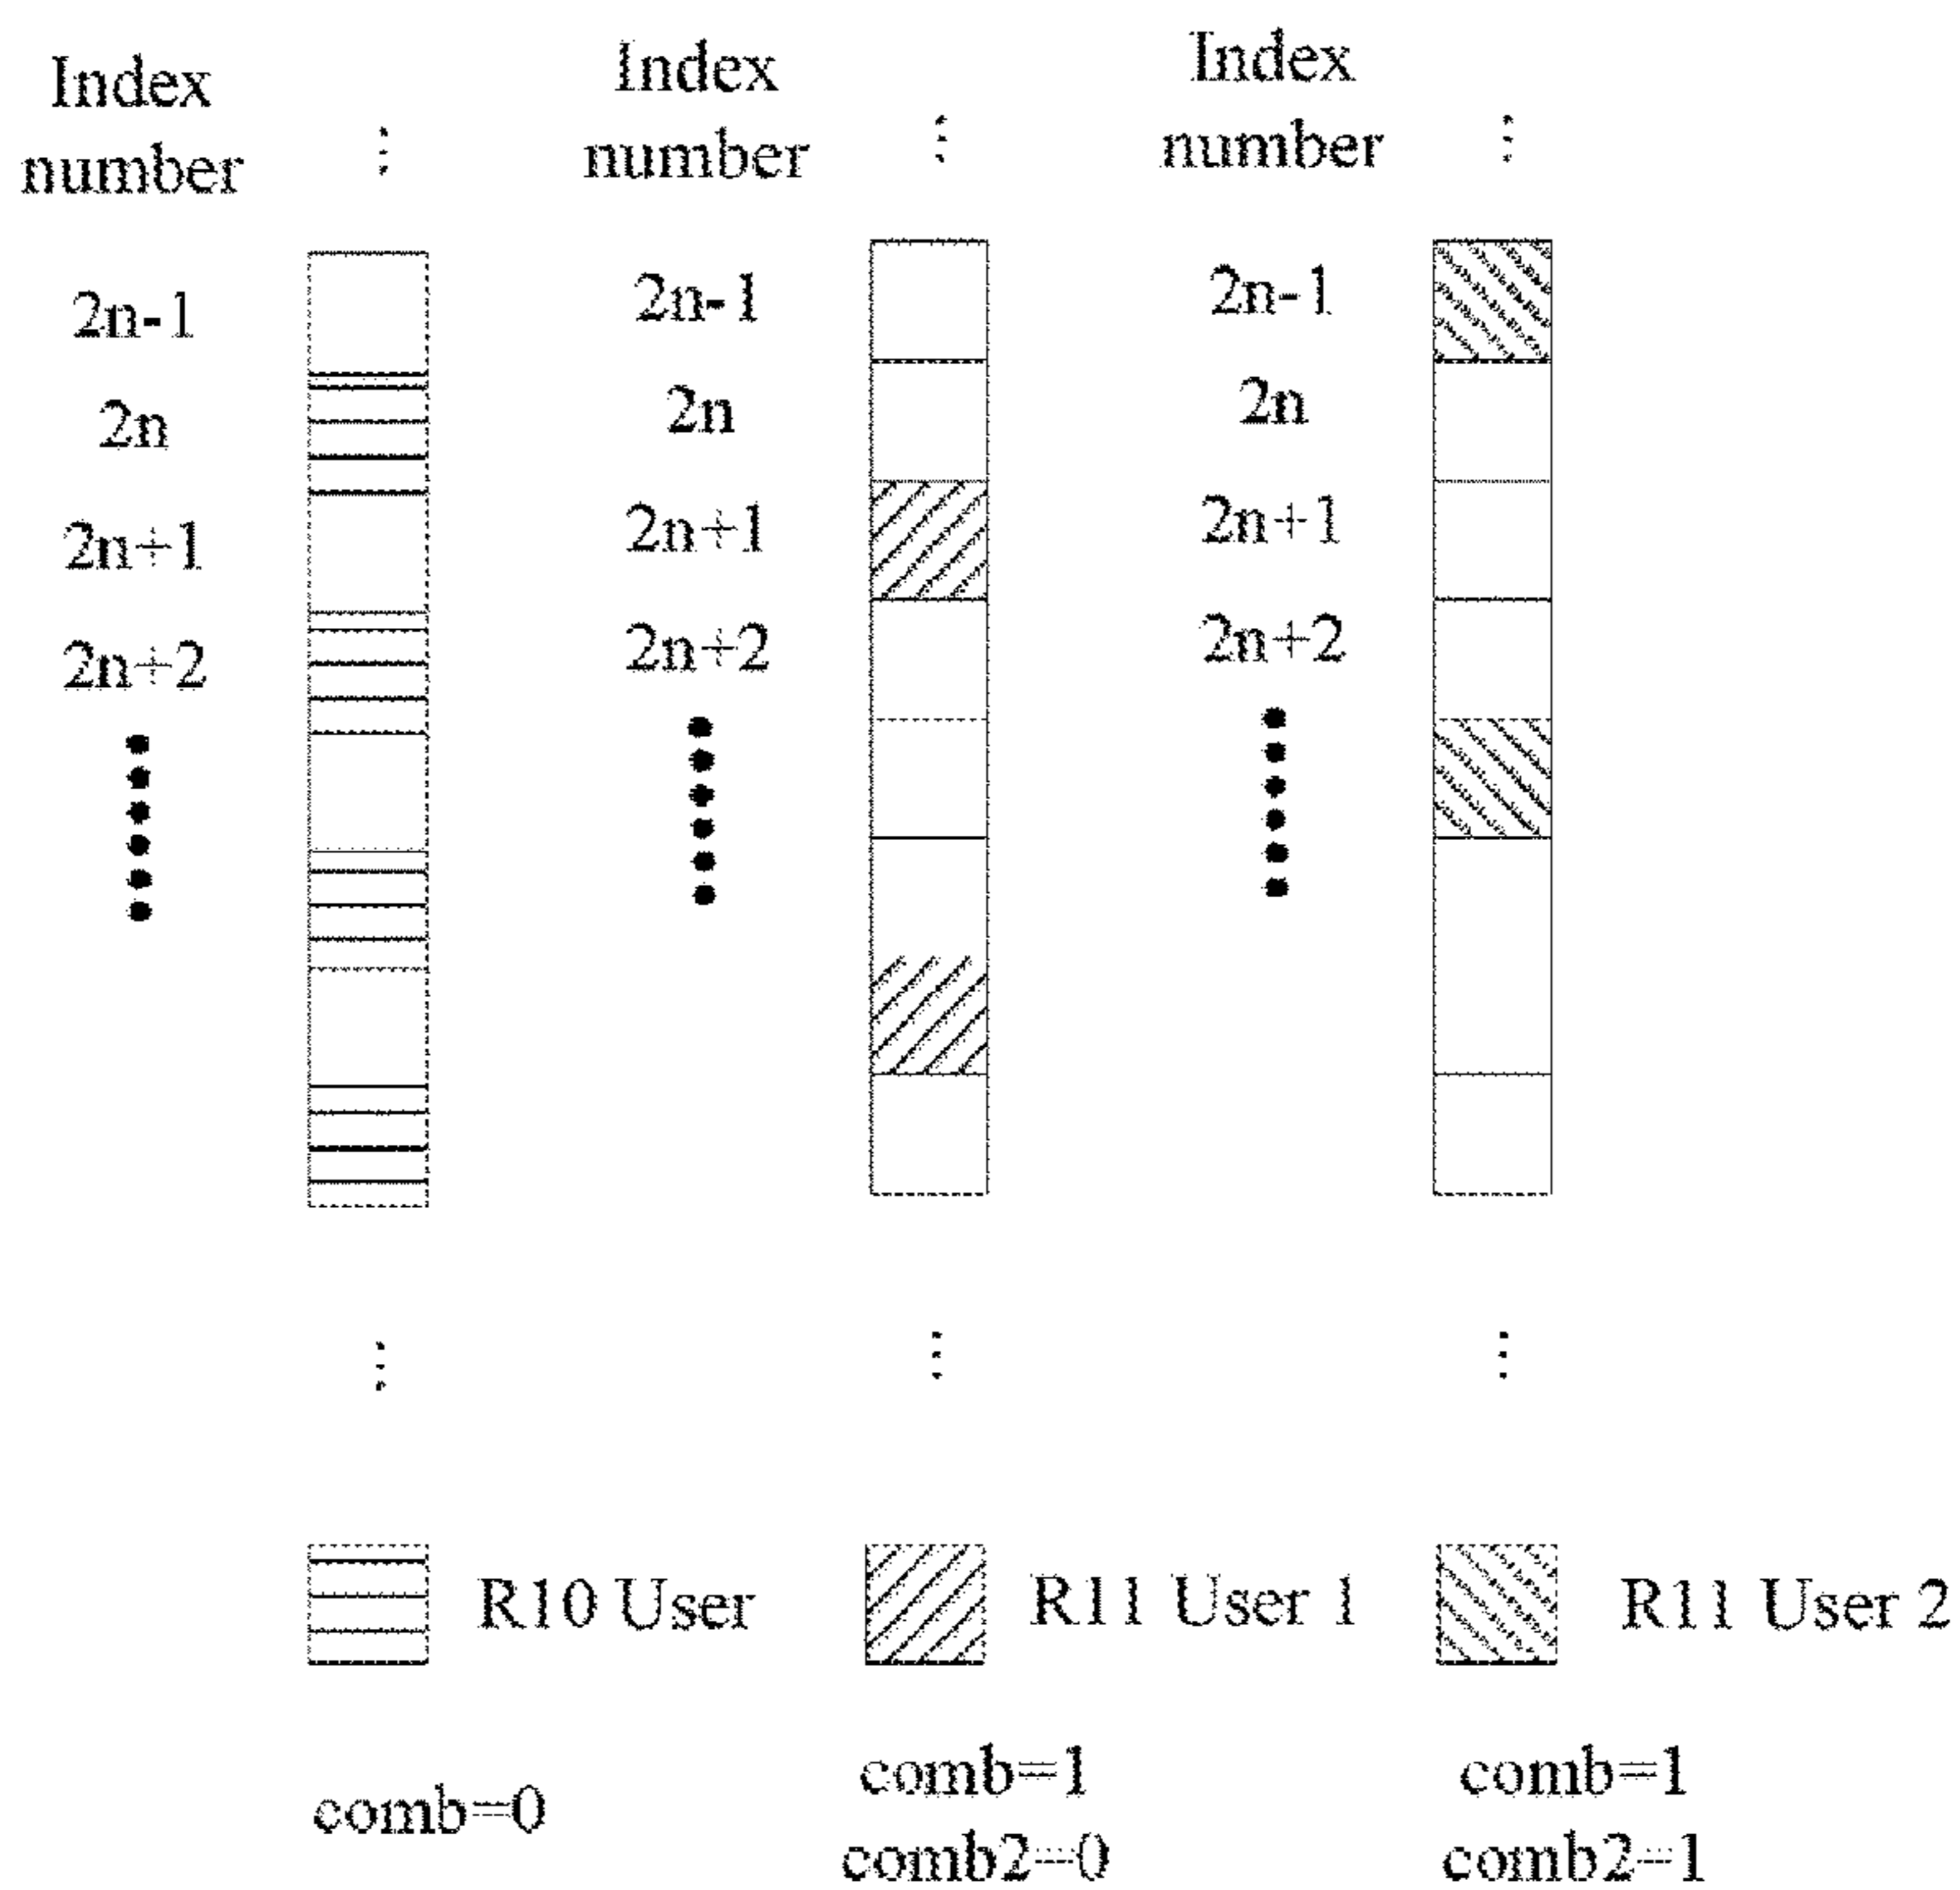 Index
number
2n-1
2n
2n+1
2n+2
Index
number
2n-1
2n
2n+1
2n+2
Index
number
2n-1
2n
2n+1
2n+2
R10 User
R11 User 1
R11 User 2
comb=0
comb=1
comb2=0
comb=1
comb2=1